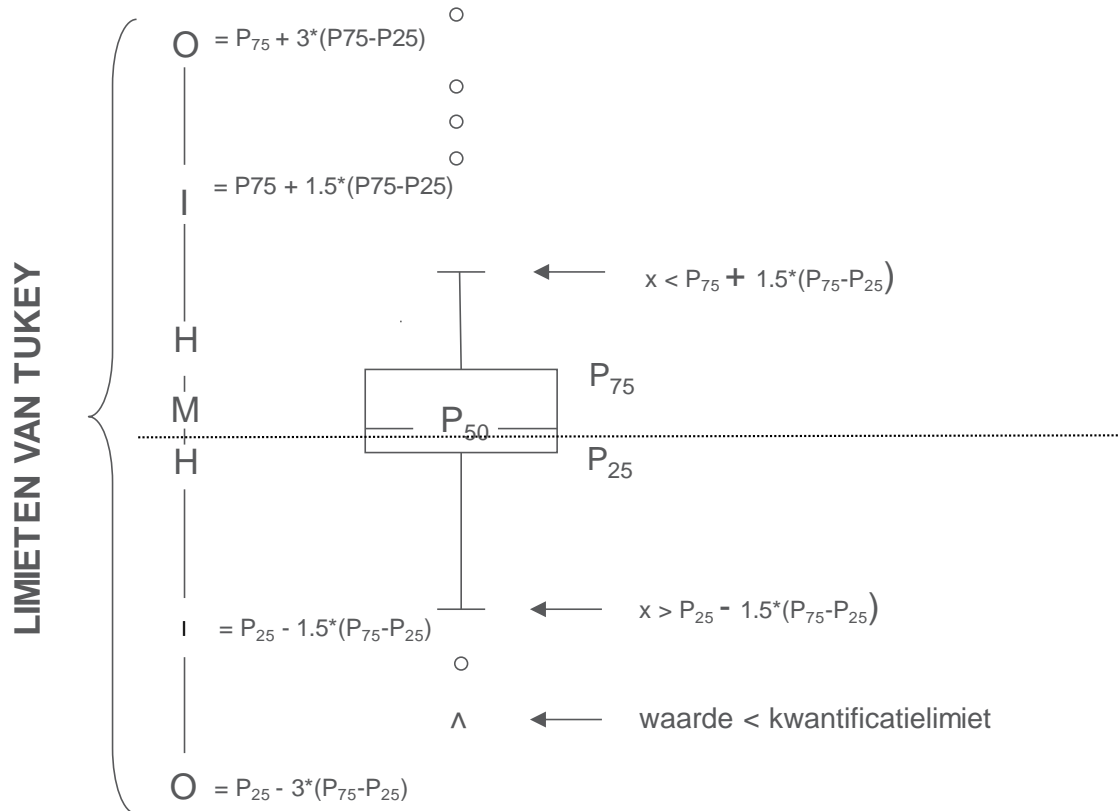 LIMIETEN VAN TUKEY
O = P75 + 3*(P75-P25)
I = P75 + 1.5*(P75-P25)
x < P75 + 1.5*(P75-P25)
H
P75
M
P50
H
P25
x > P25 - 1.5*(P75-P25)
I = P25 - 1.5*(P75-P25)
^ waarde < kwantificatielimiet
O = P25 - 3*(P75-P25)